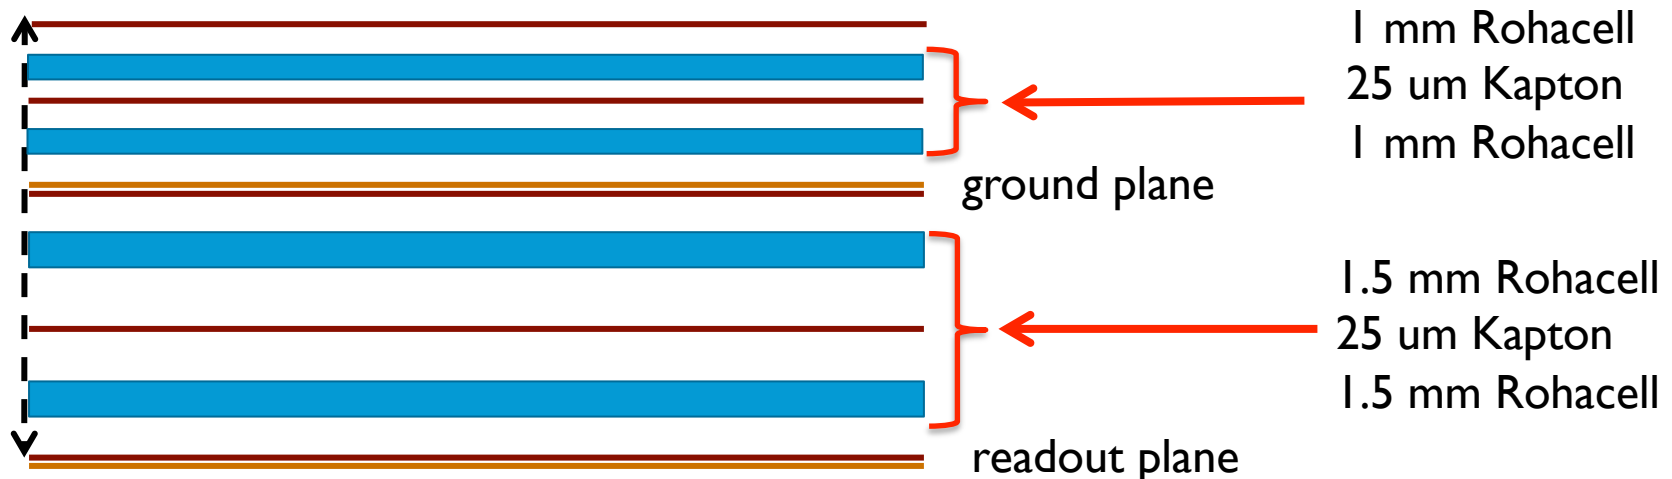 1 mm Rohacell
25 um Kapton
1 mm Rohacell
ground plane
1.5 mm Rohacell
25 um Kapton
1.5 mm Rohacell
readout plane